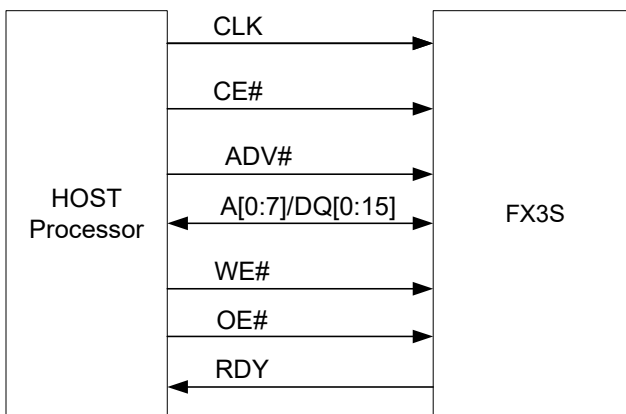 CLK
CE#
ADV#
A[0:7]/DQ[0:15]
HOST
Processor
FX3S
WE#
OE#
RDY